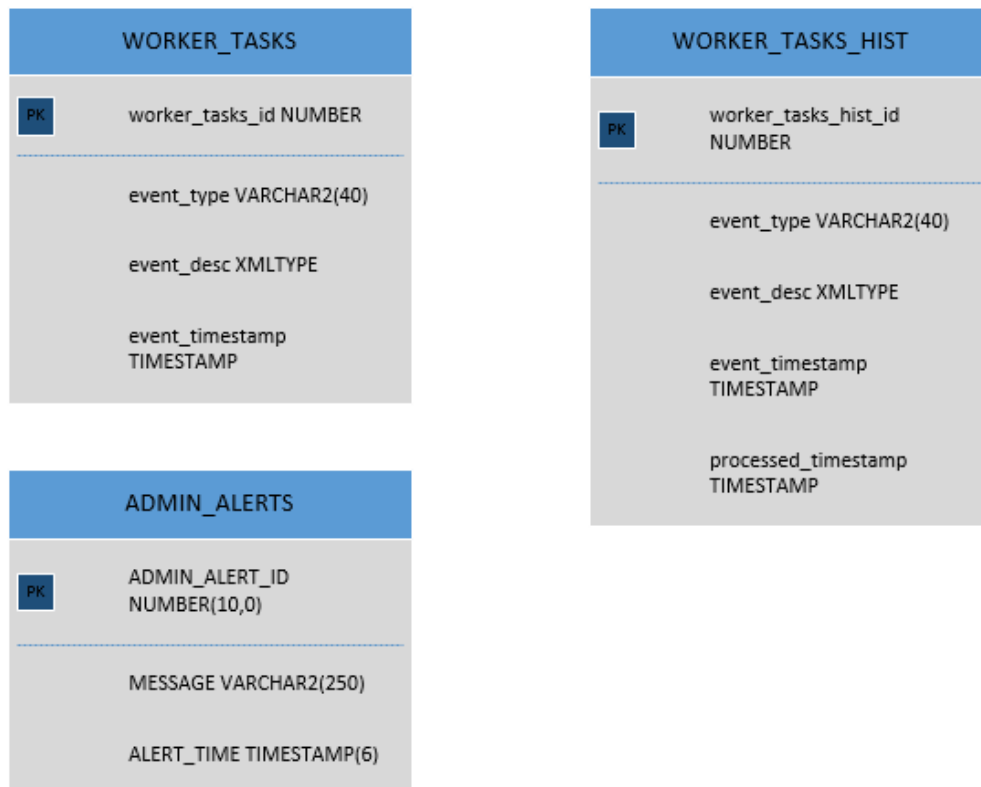 WORKER_TASKS
PK
worker_tasks_id NUMBER
event_type VARCHAR2(40)
event_desc XMLTYPE
event_timestamp
TIMESTAMP
WORKER_TASKS_HIST
PK
worker_tasks_hist_id
NUMBER
event_type VARCHAR2(40)
event_desc XMLTYPE
event_timestamp
TIMESTAMP
processed_timestamp
TIMESTAMP
ADMIN_ALERTS
PK
ADMIN_ALERT_ID
NUMBER(10,0)
MESSAGE VARCHAR2(250)
ALERT_TIME TIMESTAMP(6)